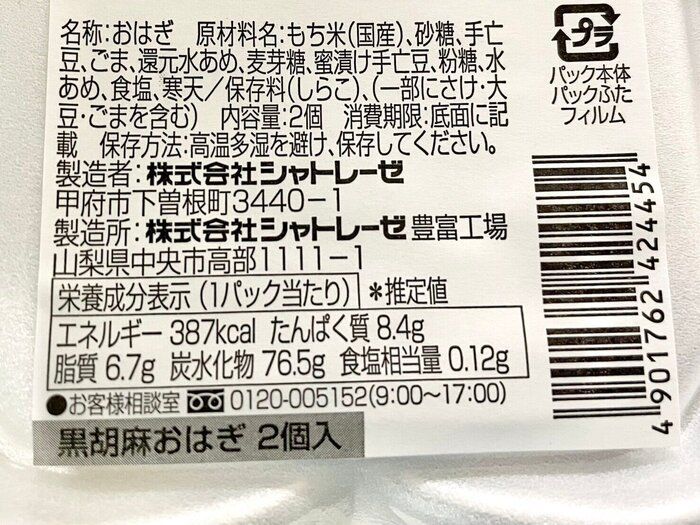 名称:おはぎ 原材料名:もち米(国産)、砂糖、手亡
豆、ごま、還元水あめ、麦芽糖、蜜漬け手亡豆、粉糖、水
あめ、食塩、寒天／保存料(しらこ)、(一部にさけ・大
豆・ごまを含む) 内容量:2個 消費期限:底面に記
載 保存方法:高温多湿を避け、保存してください。
製造者:株式会社シャトレーゼ
甲府市下曽根町3440-1
製造所:株式会社シャトレーゼ豊富工場
山梨県中央市高部1111-1
栄養成分表示(1パック当たり) *推定値
エネルギー 387kcal たんぱく質 8.4g
脂質 6.7g 炭水化物 76.5g 食塩相当量 0.12g
●お客様相談室 0120-005152(9:00~17:00)
黒胡麻おはぎ 2個入
プラ
パック本体
パックふた
フィルム
4901762424454